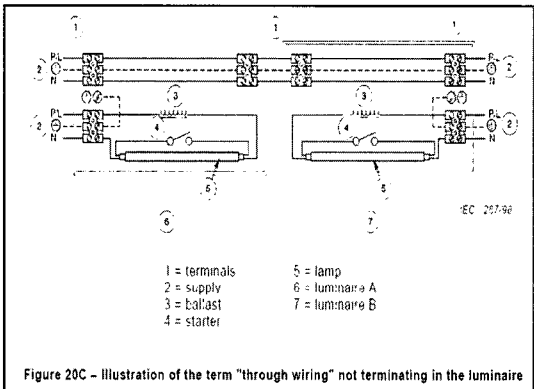 1 1 1
P,L P,L
2 2
N N
3 3
P,L P,L
2 4 4 2
N N
5 5
IEC 267/98
6 7
1 = terminals
2 = supply
3 = ballast
4 = starter
5 = lamp
6 = luminaire A
7 = luminaire B
Figure 20C – Illustration of the term "through wiring" not terminating in the luminaire